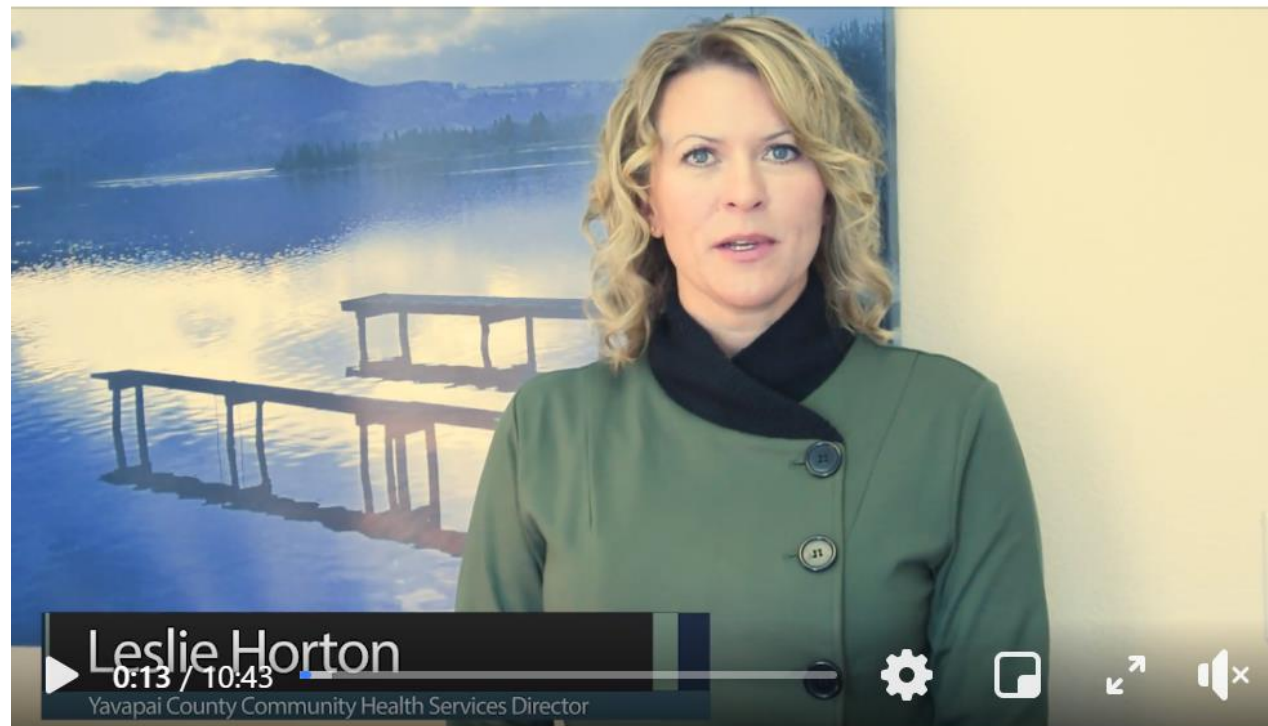 Leslie Horton
0:13 / 10:43
Yavapai County Community Health Services Director